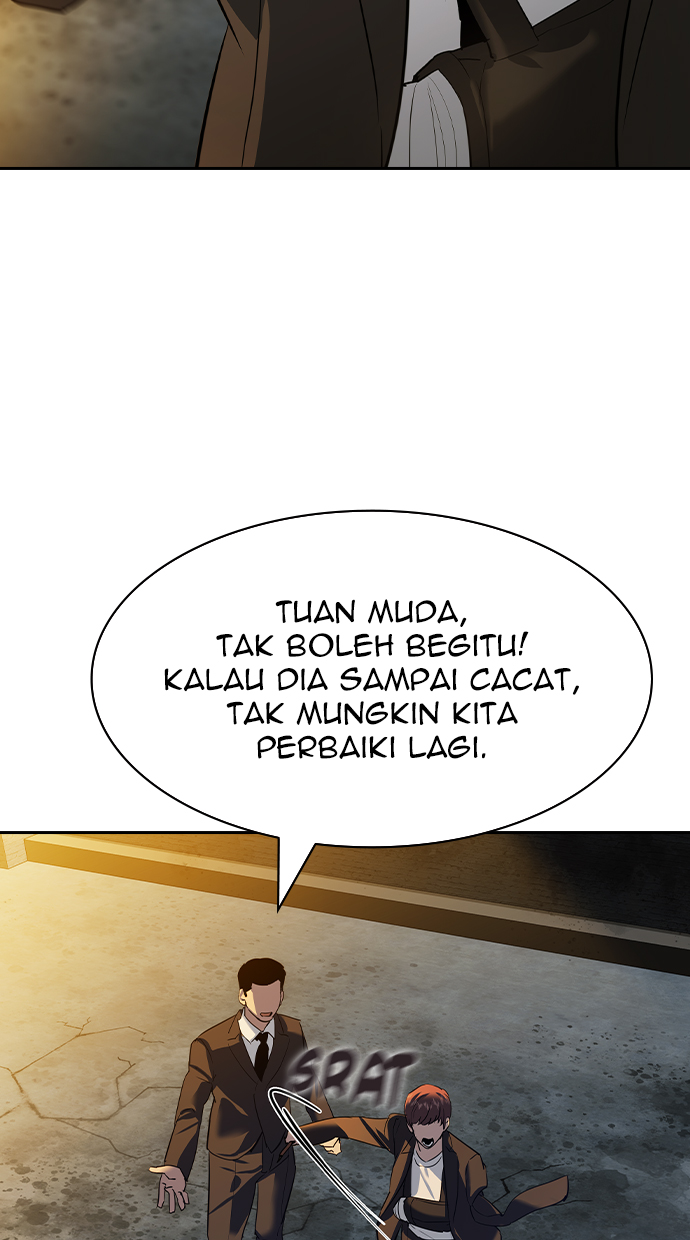 TUAN MUDA,
TAK BOLEH BEGITU!
KALAU DIA SAMPAI CACAT,
TAK MUNGKIN KITA
PERBAIKI LAGI.
SRAT